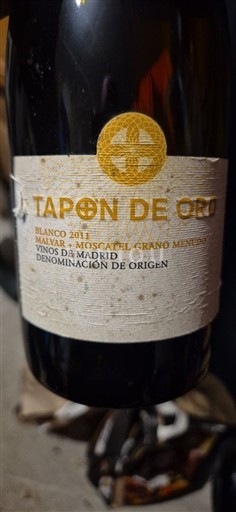 TAPON DE ORO
BLANCO 2011
MALVAR + MOSCATEL GRANO MENUDO
VINOS DE MADRID
DENOMINACIÓN DE ORIGEN